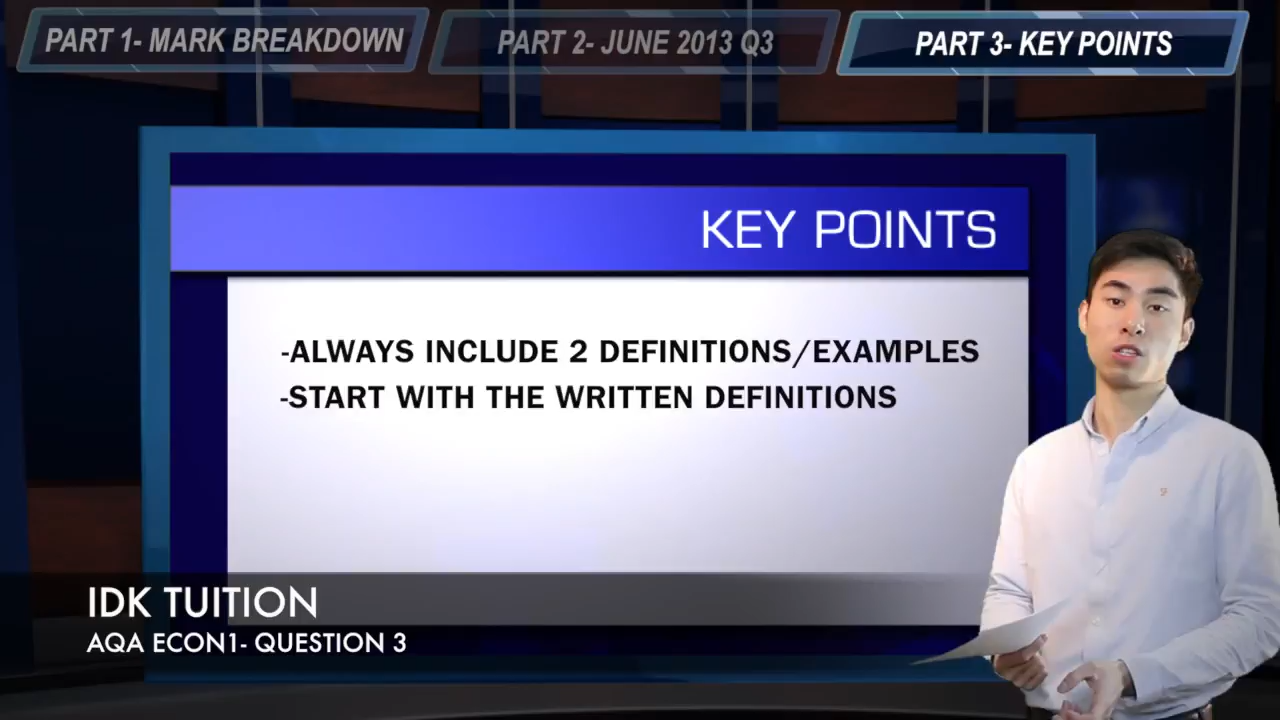 PART 1- MARK BREAKDOWN
PART 2- JUNE 2013 Q3
PART 3- KEY POINTS
KEY POINTS
-ALWAYS INCLUDE 2 DEFINITIONS/EXAMPLES
-START WITH THE WRITTEN DEFINITIONS
IDK TUITION
AQA ECON1- QUESTION 3